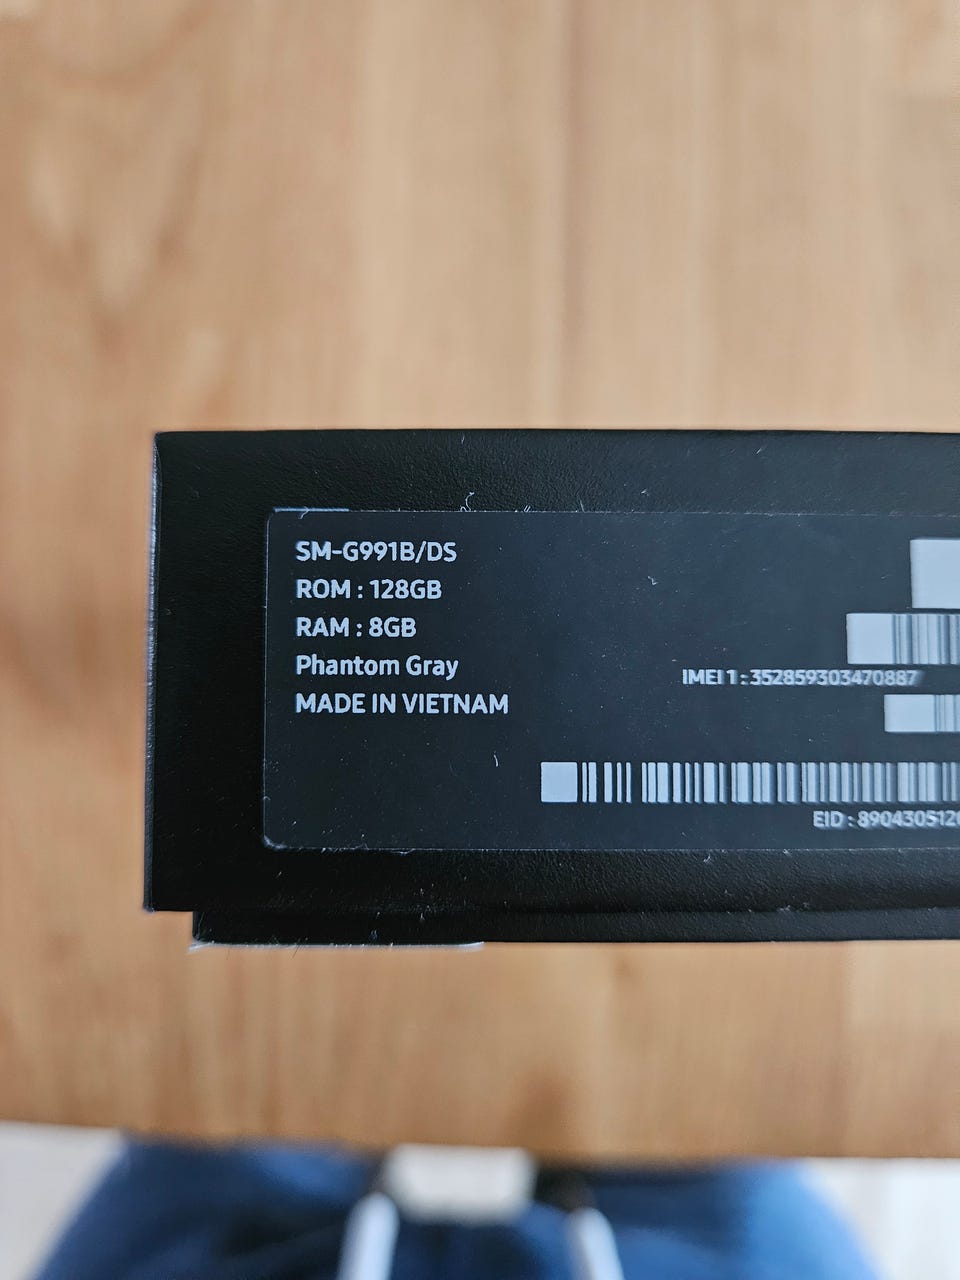 SM-G991B/DS
ROM : 128GB
RAM : 8GB
Phantom Gray
MADE IN VIETNAM
IMEI 1 : 352859303470887
EID : 890430512